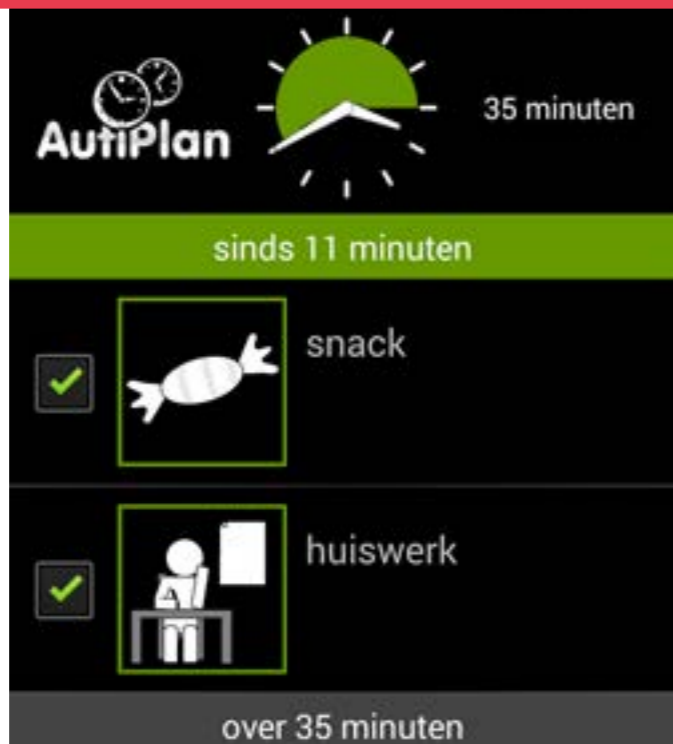 AutiPlan
35 minuten
sinds 11 minuten
snack
huiswerk
over 35 minuten